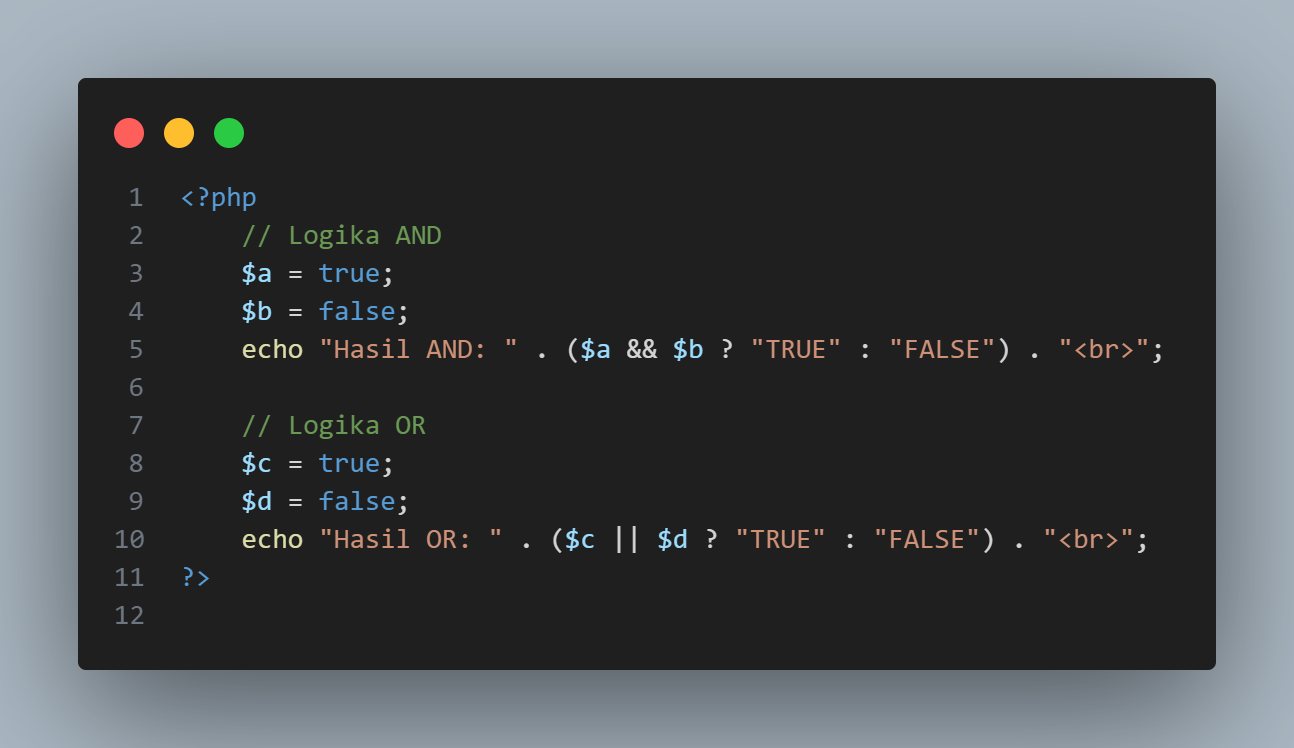 1 <?php
2     // Logika AND
3     $a = true;
4     $b = false;
5     echo "Hasil AND: " . ($a && $b ? "TRUE" : "FALSE") . "<br>";
6
7     // Logika OR
8     $c = true;
9     $d = false;
10     echo "Hasil OR: " . ($c || $d ? "TRUE" : "FALSE") . "<br>";
11 ?>
12